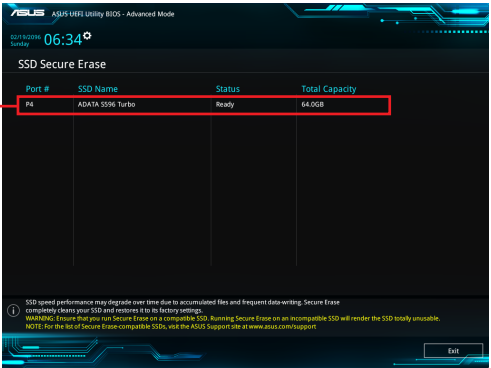 ASUS ASUS UEFI Utility BIOS - Advanced Mode
02/19/2096
Sunday
06:34
SSD Secure Erase
Port # SSD Name Status Total Capacity
P4 ADATA S596 Turbo Ready 64.0GB
SSD speed performance may degrade over time due to accumulated files and frequent data-writing. Secure Erase
completely cleans your SSD and restores it to its factory settings.
WARNING: Ensure that you run Secure Erase on a compatible SSD. Running Secure Erase on an incompatible SSD will render the SSD totally unusable.
NOTE: For the list of Secure Erase-compatible SSDs, visit the ASUS Support site at www.asus.com/support
Exit